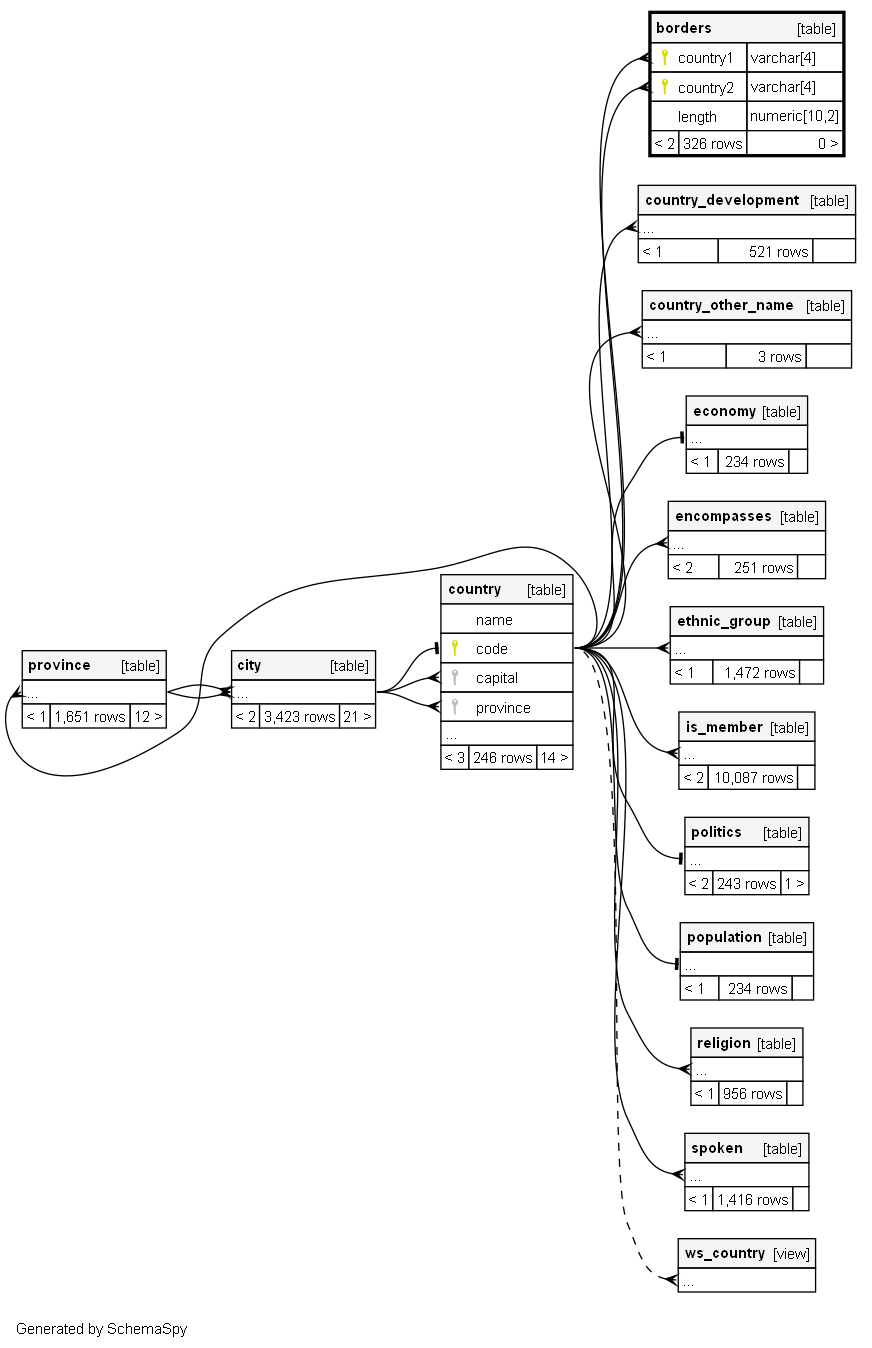 borders [table]
country1 varchar[4]
country2 varchar[4]
length numeric[10,2]
< 2 326 rows 0 >
country_development [table]
...
< 1 521 rows
country_other_name [table]
...
< 1 3 rows
economy [table]
...
< 1 234 rows
encompasses [table]
...
< 2 251 rows
province [table]
...
< 1 1,651 rows 12 >
city [table]
...
< 2 3,423 rows 21 >
country [table]
name
code
capital
province
...
< 3 246 rows 14 >
ethnic_group [table]
...
< 1 1,472 rows
is_member [table]
...
< 2 10,087 rows
politics [table]
...
< 2 243 rows 1 >
population [table]
...
< 1 234 rows
religion [table]
...
< 1 956 rows
spoken [table]
...
< 1 1,416 rows
ws_country [view]
...
Generated by SchemaSpy